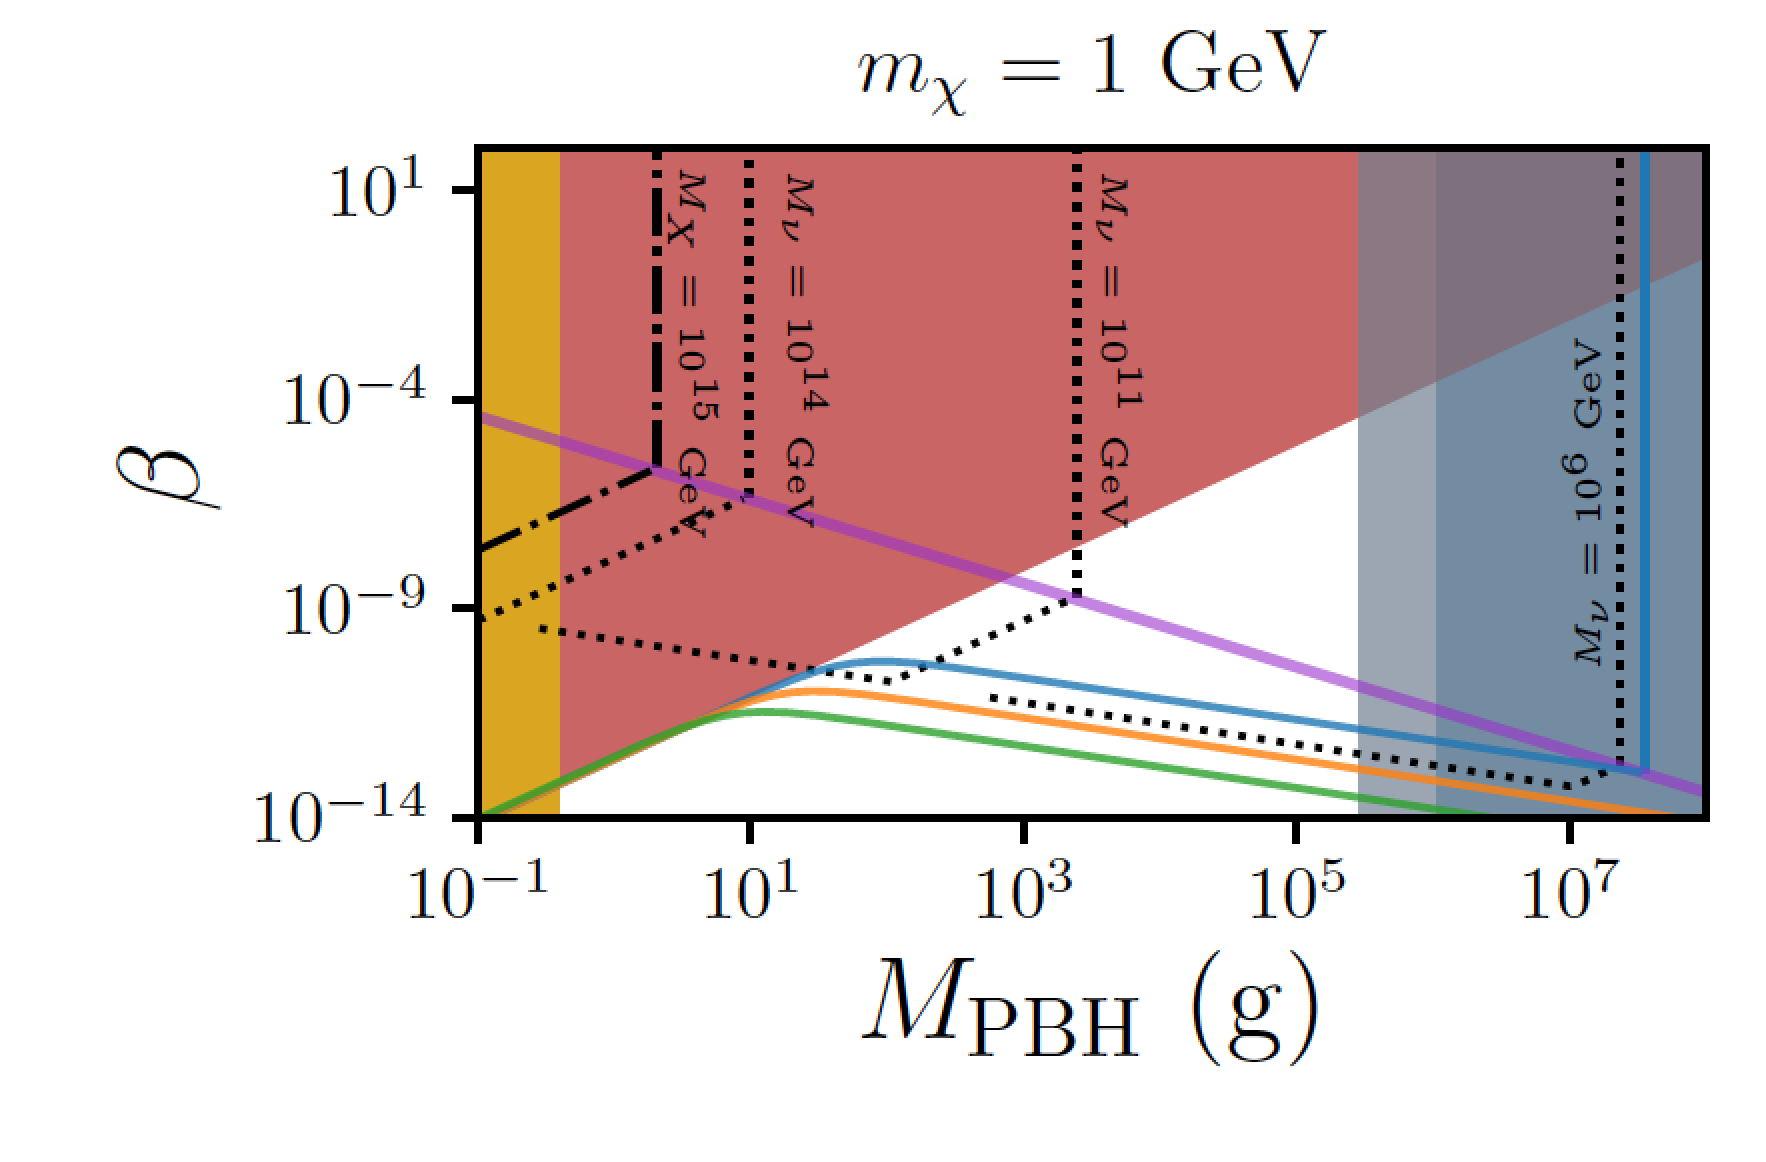 m_χ = 1 GeV
β
10^1
10^−4
10^−9
10^−14
M_X = 10^15 GeV
M_ν = 10^14 GeV
M_ν = 10^11 GeV
M_ν = 10^6 GeV
10^−1 10^1 10^3 10^5 10^7
M_PBH (g)